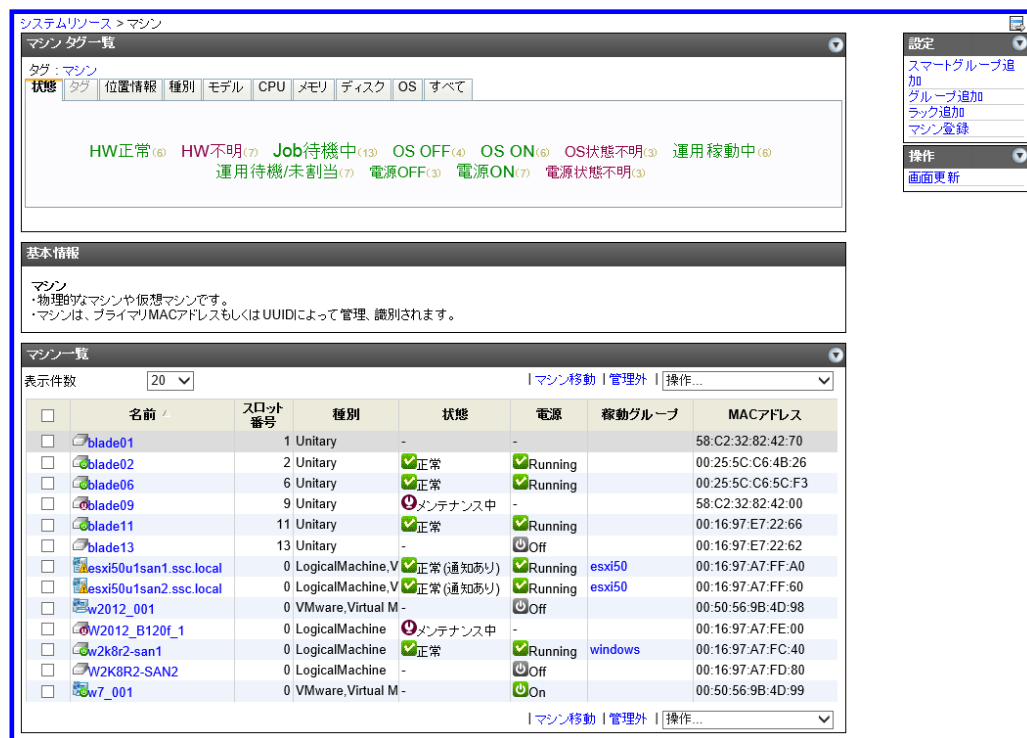 システムリソース > マシン
マシン タグ一覧
タグ : マシン
状態 タグ 位置情報 種別 モデル CPU メモリ ディスク OS すべて
HW正常(6) HW不明(7) Job待機中(13) OS OFF(4) OS ON(6) OS状態不明(3) 運用稼動中(6)
運用待機/未割当(7) 電源OFF(3) 電源ON(7) 電源状態不明(3)
基本情報
マシン
・物理的なマシンや仮想マシンです。
・マシンは、プライマリMACアドレスもしくはUUIDによって管理、識別されます。
マシン一覧
表示件数 20 | マシン移動 | 管理外 | 操作...
名前 スロット番号 種別 状態 電源 稼動グループ MACアドレス
blade01 1 Unitary - - 58:C2:32:82:42:70
blade02 2 Unitary 正常 Running 00:25:5C:C6:4B:26
blade06 6 Unitary 正常 Running 00:25:5C:C6:5C:F3
blade09 9 Unitary メンテナンス中 - 58:C2:32:82:42:00
blade11 11 Unitary 正常 Running 00:16:97:E7:22:66
blade13 13 Unitary - Off 00:16:97:E7:22:62
esxi50u1san1.ssc.local 0 LogicalMachine,V 正常(通知あり) Running esxi50 00:16:97:A7:FF:A0
esxi50u1san2.ssc.local 0 LogicalMachine,V 正常(通知あり) Running esxi50 00:16:97:A7:FF:60
w2012_001 0 VMware,Virtual M - Off 00:50:56:9B:4D:98
W2012_B120f_1 0 LogicalMachine メンテナンス中 - 00:16:97:A7:FE:00
w2k8r2-san1 0 LogicalMachine 正常 Running windows 00:16:97:A7:FC:40
W2K8R2-SAN2 0 LogicalMachine - Off 00:16:97:A7:FD:80
w7_001 0 VMware,Virtual M - On 00:50:56:9B:4D:99
| マシン移動 | 管理外 | 操作...
設定
スマートグループ追
加
グループ追加
ラック追加
マシン登録
操作
画面更新